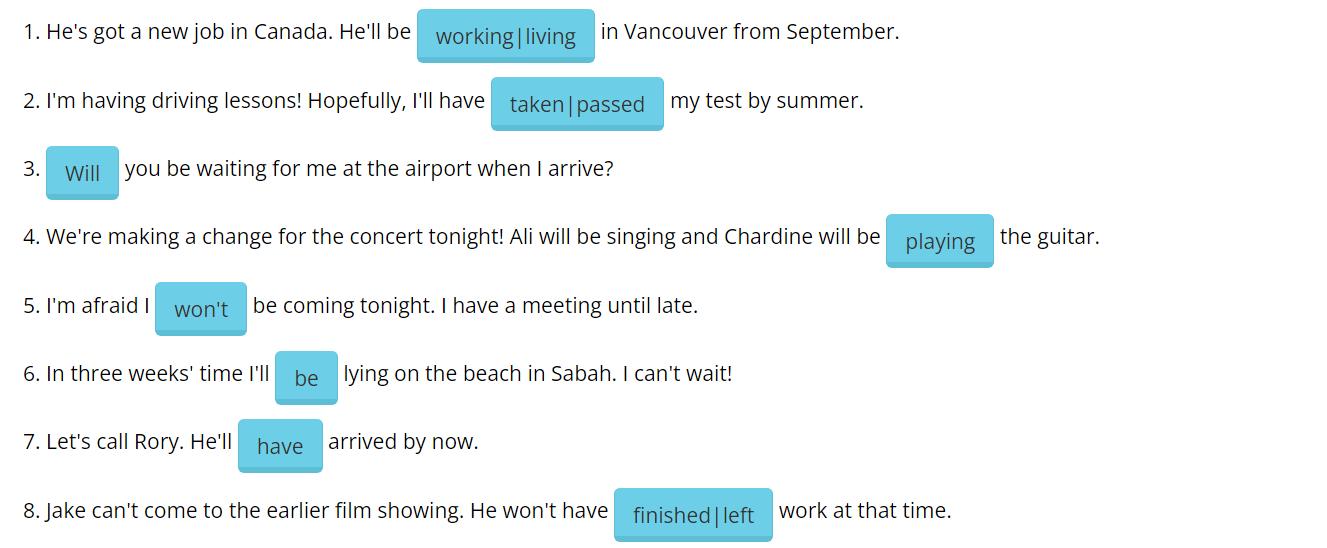 1. He's got a new job in Canada. He'll be working|living in Vancouver from September.
2. I'm having driving lessons! Hopefully, I'll have taken|passed my test by summer.
3. Will you be waiting for me at the airport when I arrive?
4. We're making a change for the concert tonight! Ali will be singing and Chardine will be playing the guitar.
5. I'm afraid I won't be coming tonight. I have a meeting until late.
6. In three weeks' time I'll be lying on the beach in Sabah. I can't wait!
7. Let's call Rory. He'll have arrived by now.
8. Jake can't come to the earlier film showing. He won't have finished|left work at that time.